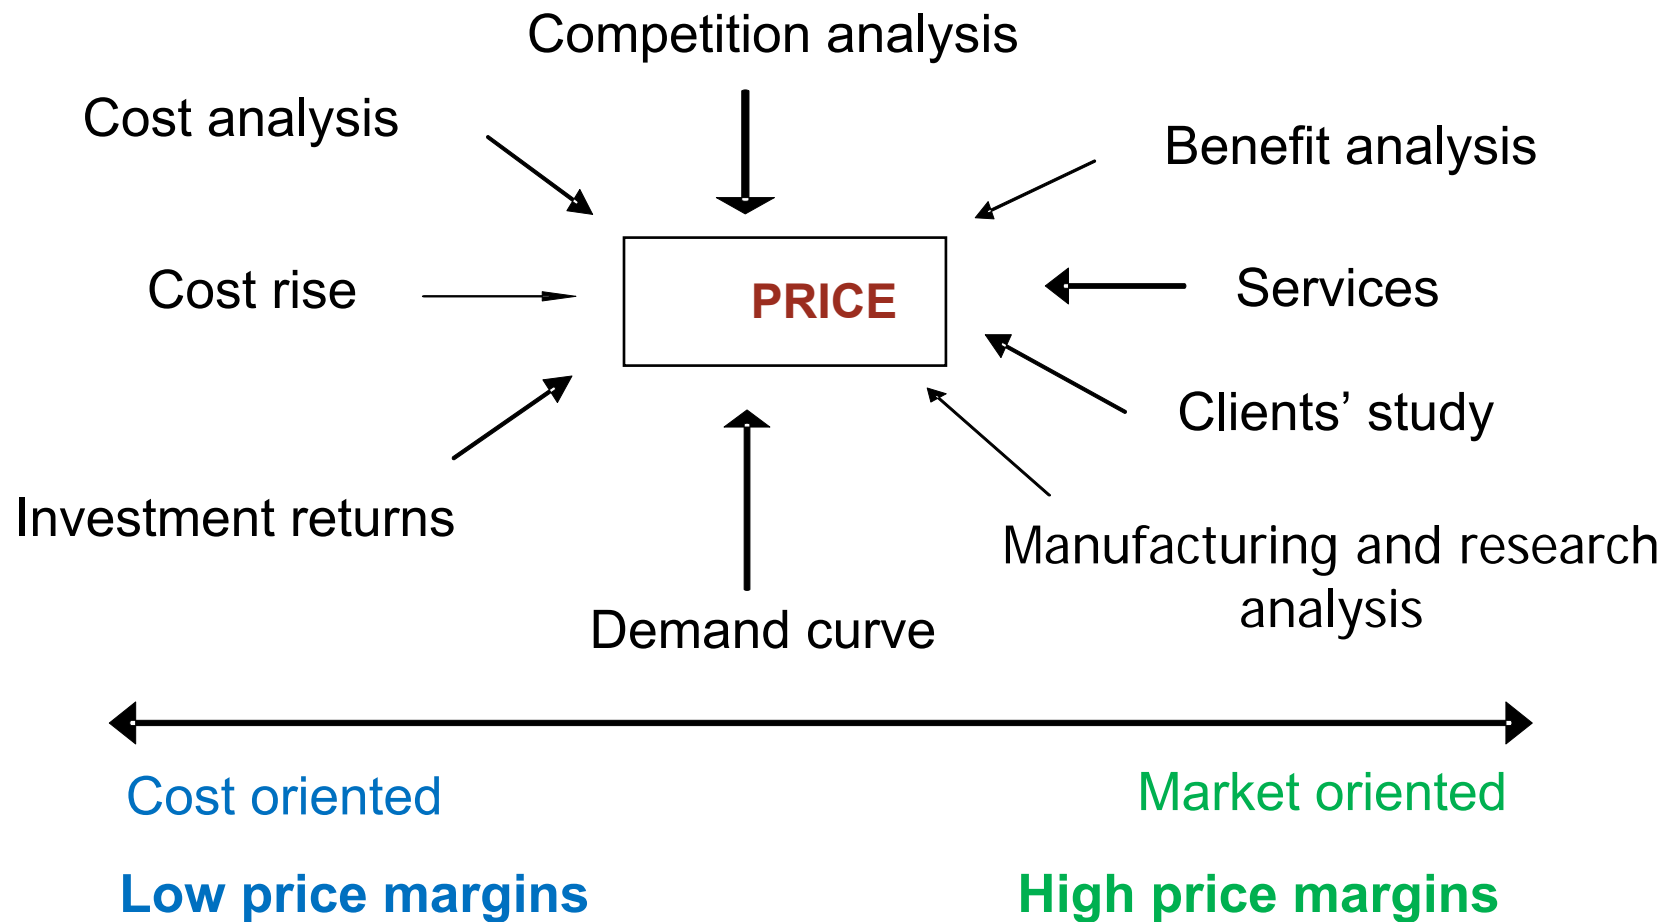 Competition analysis
Cost analysis
Benefit analysis
Cost rise
PRICE
Services
Clients’ study
Investment returns
Manufacturing and research
analysis
Demand curve
Cost oriented
Market oriented
Low price margins
High price margins